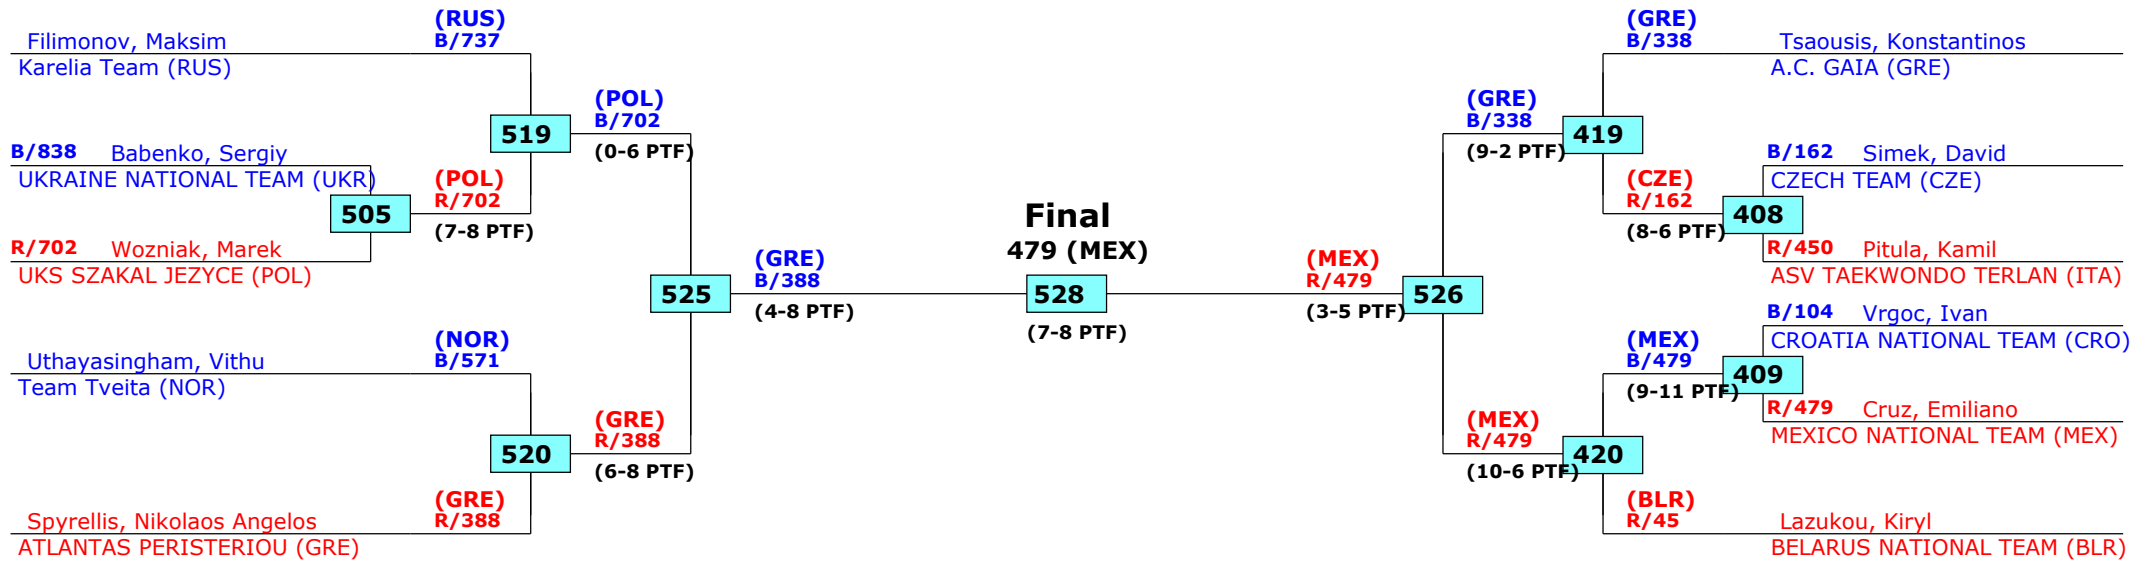 (RUS)
B/737
Filimonov, Maksim
Karelia Team (RUS)
519
(POL)
B/702
(0-6 PTF)
B/838 Babenko, Sergiy
UKRAINE NATIONAL TEAM (UKR)
505
(POL)
R/702
(7-8 PTF)
R/702 Wozniak, Marek
UKS SZAKAL JEZYCE (POL)
525
(GRE)
B/388
(4-8 PTF)
(NOR)
B/571
Uthayasingham, Vithu
Team Tveita (NOR)
520
(GRE)
R/388
(6-8 PTF)
(GRE)
R/388
Spyrellis, Nikolaos Angelos
ATLANTAS PERISTERIOU (GRE)
Final
479 (MEX)
528
(7-8 PTF)
(MEX)
R/479
(3-5 PTF)
526
(GRE)
B/338
(9-2 PTF)
419
(GRE)
B/338
Tsaousis, Konstantinos
A.C. GAIA (GRE)
(CZE)
R/162
(8-6 PTF)
408
B/162 Simek, David
CZECH TEAM (CZE)
R/450 Pitula, Kamil
ASV TAEKWONDO TERLAN (ITA)
B/104 Vrgoc, Ivan
CROATIA NATIONAL TEAM (CRO)
(MEX)
B/479
(9-11 PTF)
409
R/479 Cruz, Emiliano
MEXICO NATIONAL TEAM (MEX)
(MEX)
R/479
(10-6 PTF)
420
(BLR)
R/45
Lazukou, Kiryl
BELARUS NATIONAL TEAM (BLR)